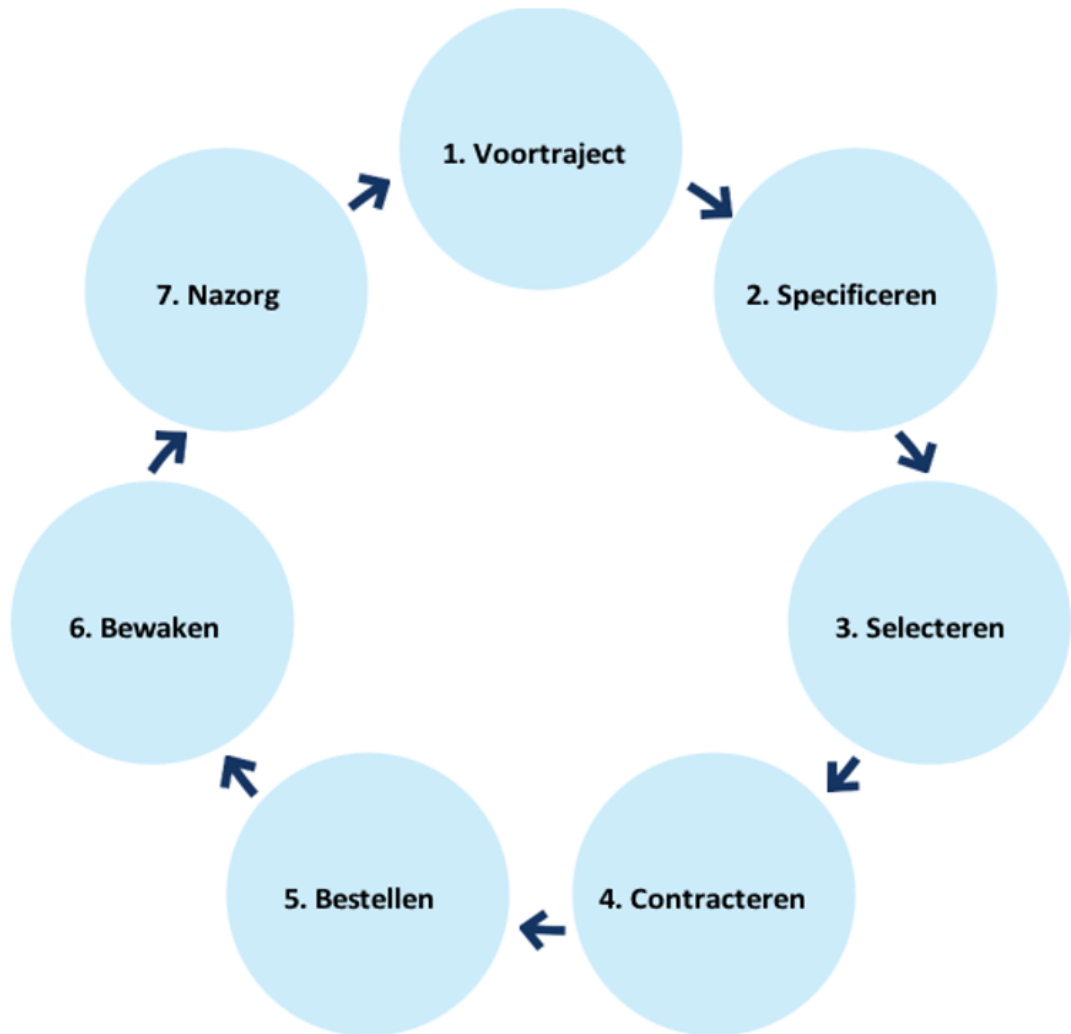 1. Voortraject
2. Specificeren
3. Selecteren
4. Contracteren
5. Bestellen
6. Bewaken
7. Nazorg